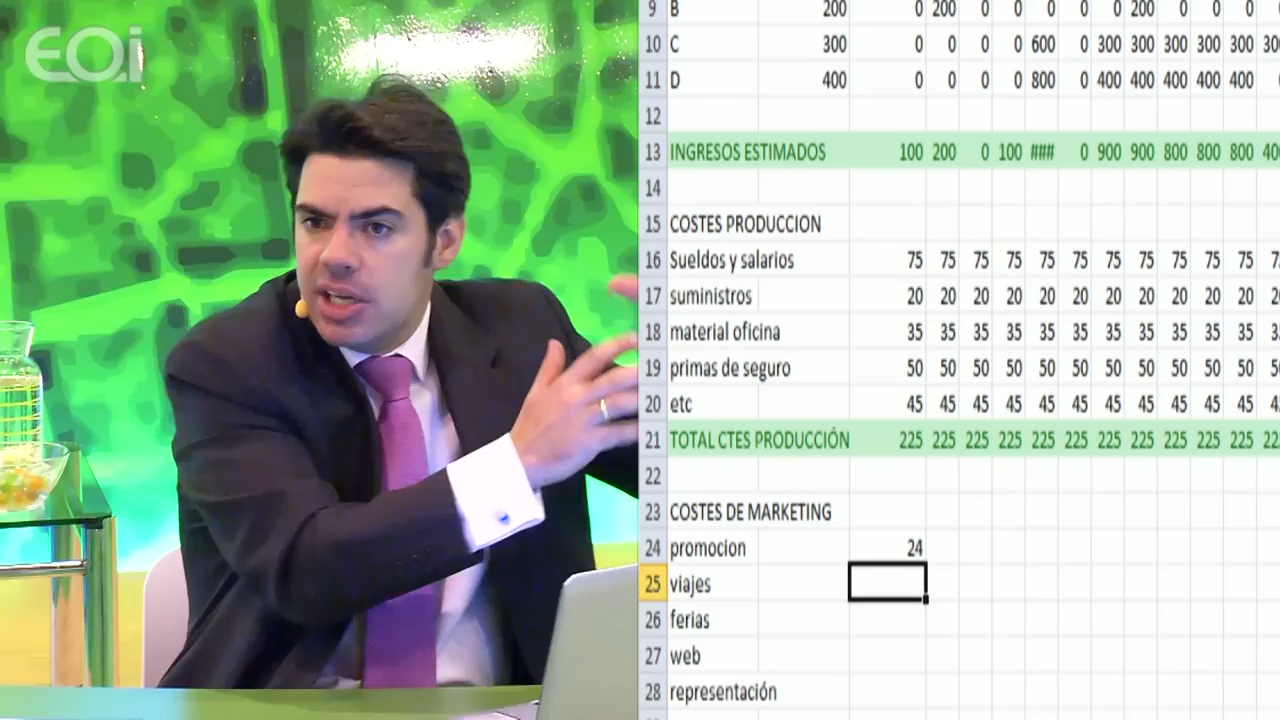 EOi
9 B 200 0 200 0 0 0 0 0 200 0 0 0
10 C 300 0 0 0 0 600 0 300 300 300 300 300
11 D 400 0 0 0 0 800 0 400 400 400 400 400
12
13 INGRESOS ESTIMADOS 100 200 0 100 ### 0 900 900 800 800 800
14
15 COSTES PRODUCCION
16 Sueldos y salarios 75 75 75 75 75 75 75 75 75 75 75
17 suministros 20 20 20 20 20 20 20 20 20 20 20
18 material oficina 35 35 35 35 35 35 35 35 35 35 35
19 primas de seguro 50 50 50 50 50 50 50 50 50 50 50
20 etc 45 45 45 45 45 45 45 45 45 45 45
21 TOTAL CTES PRODUCCIÓN 225 225 225 225 225 225 225 225 225 225 225
22
23 COSTES DE MARKETING
24 promocion 24
25 viajes
26 ferias
27 web
28 representación